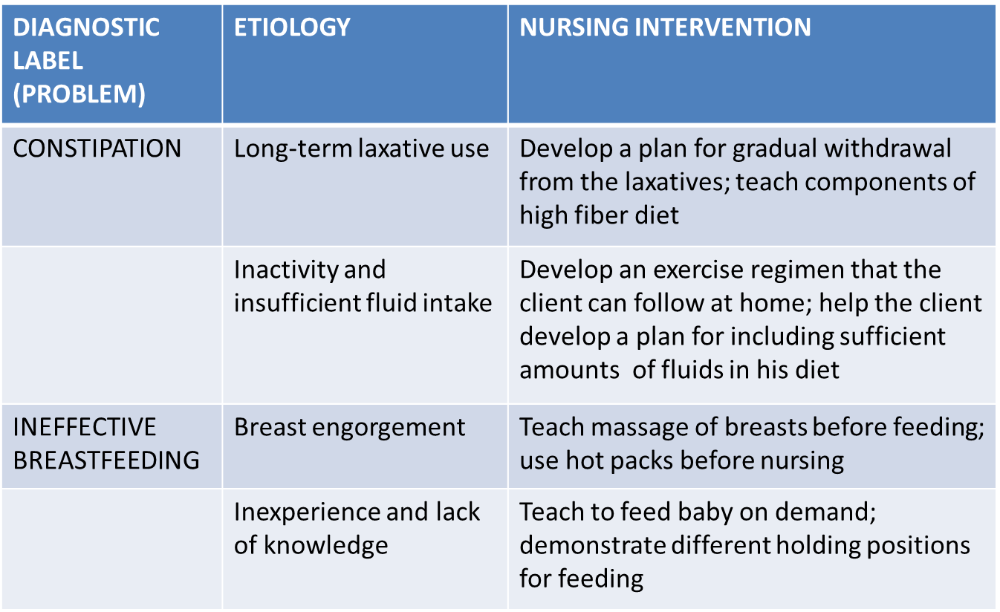 DIAGNOSTIC
LABEL
(PROBLEM)
ETIOLOGY
NURSING INTERVENTION
CONSTIPATION
Long-term laxative use
Develop a plan for gradual withdrawal
from the laxatives; teach components of
high fiber diet
Inactivity and
insufficient fluid intake
Develop an exercise regimen that the
client can follow at home; help the client
develop a plan for including sufficient
amounts  of fluids in his diet
INEFFECTIVE
BREASTFEEDING
Breast engorgement
Teach massage of breasts before feeding;
use hot packs before nursing
Inexperience and lack
of knowledge
Teach to feed baby on demand;
demonstrate different holding positions
for feeding